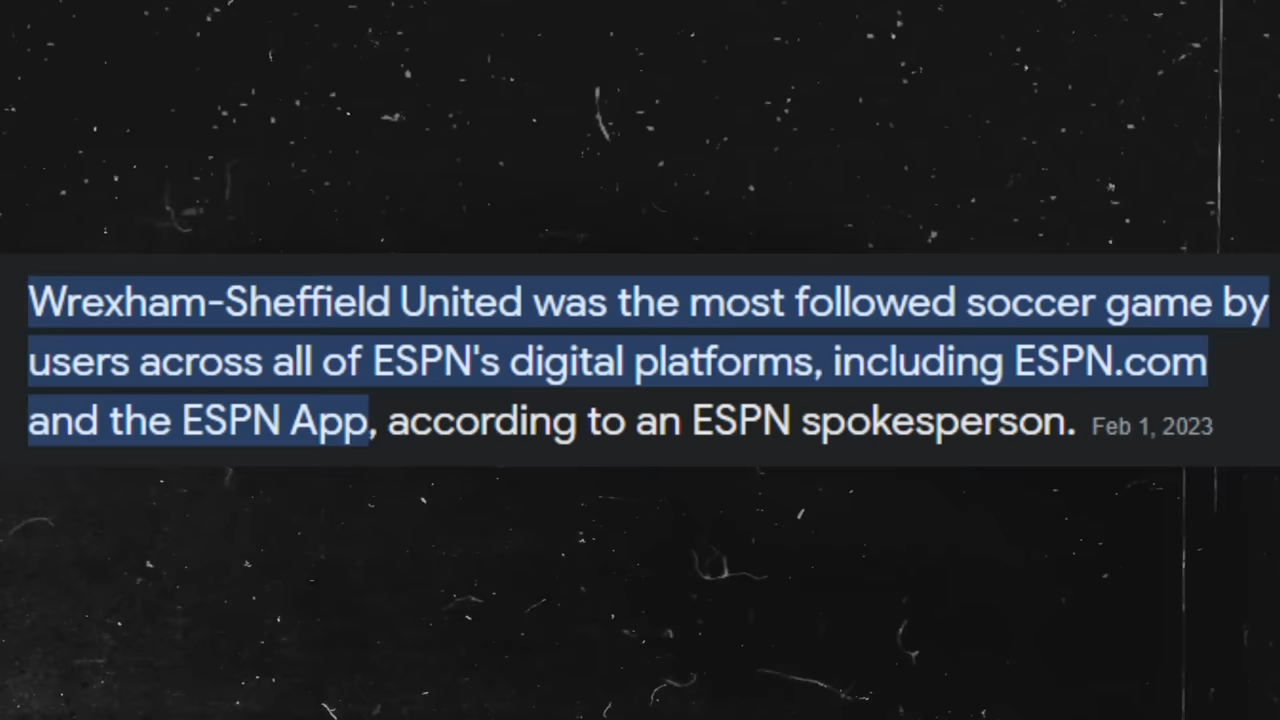 Wrexham-Sheffield United was the most followed soccer game by
users across all of ESPN's digital platforms, including ESPN.com
and the ESPN App, according to an ESPN spokesperson. Feb 1, 2023